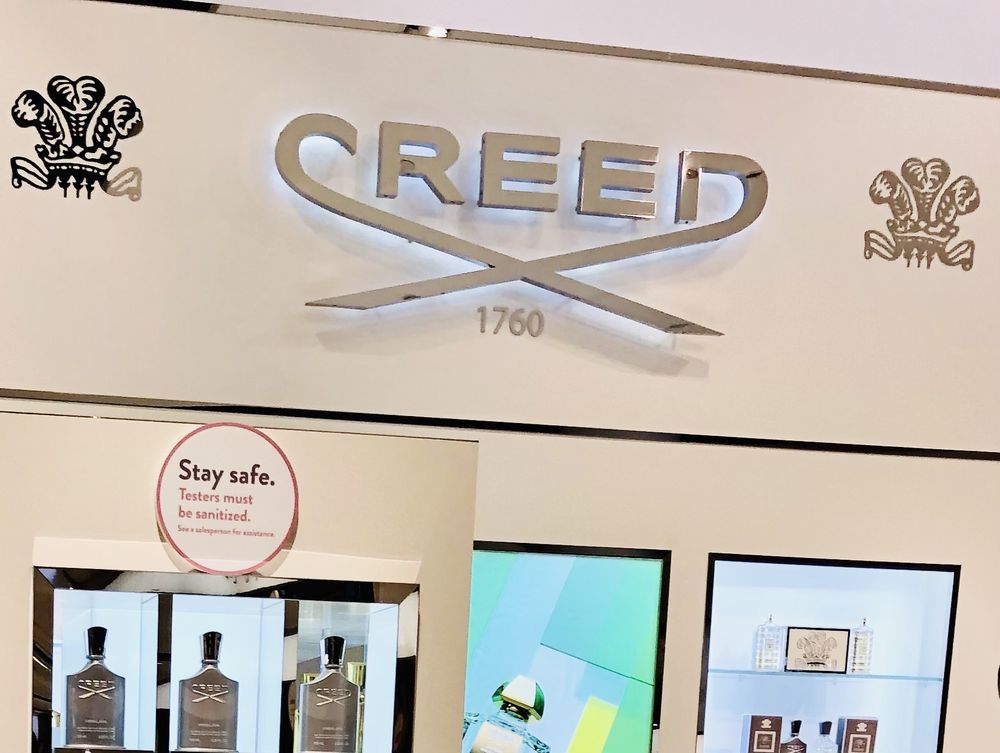 CREED
1760
Stay safe.
Testers must
be sanitized.
See a salesperson for assistance.
CREED
CREED
CREED